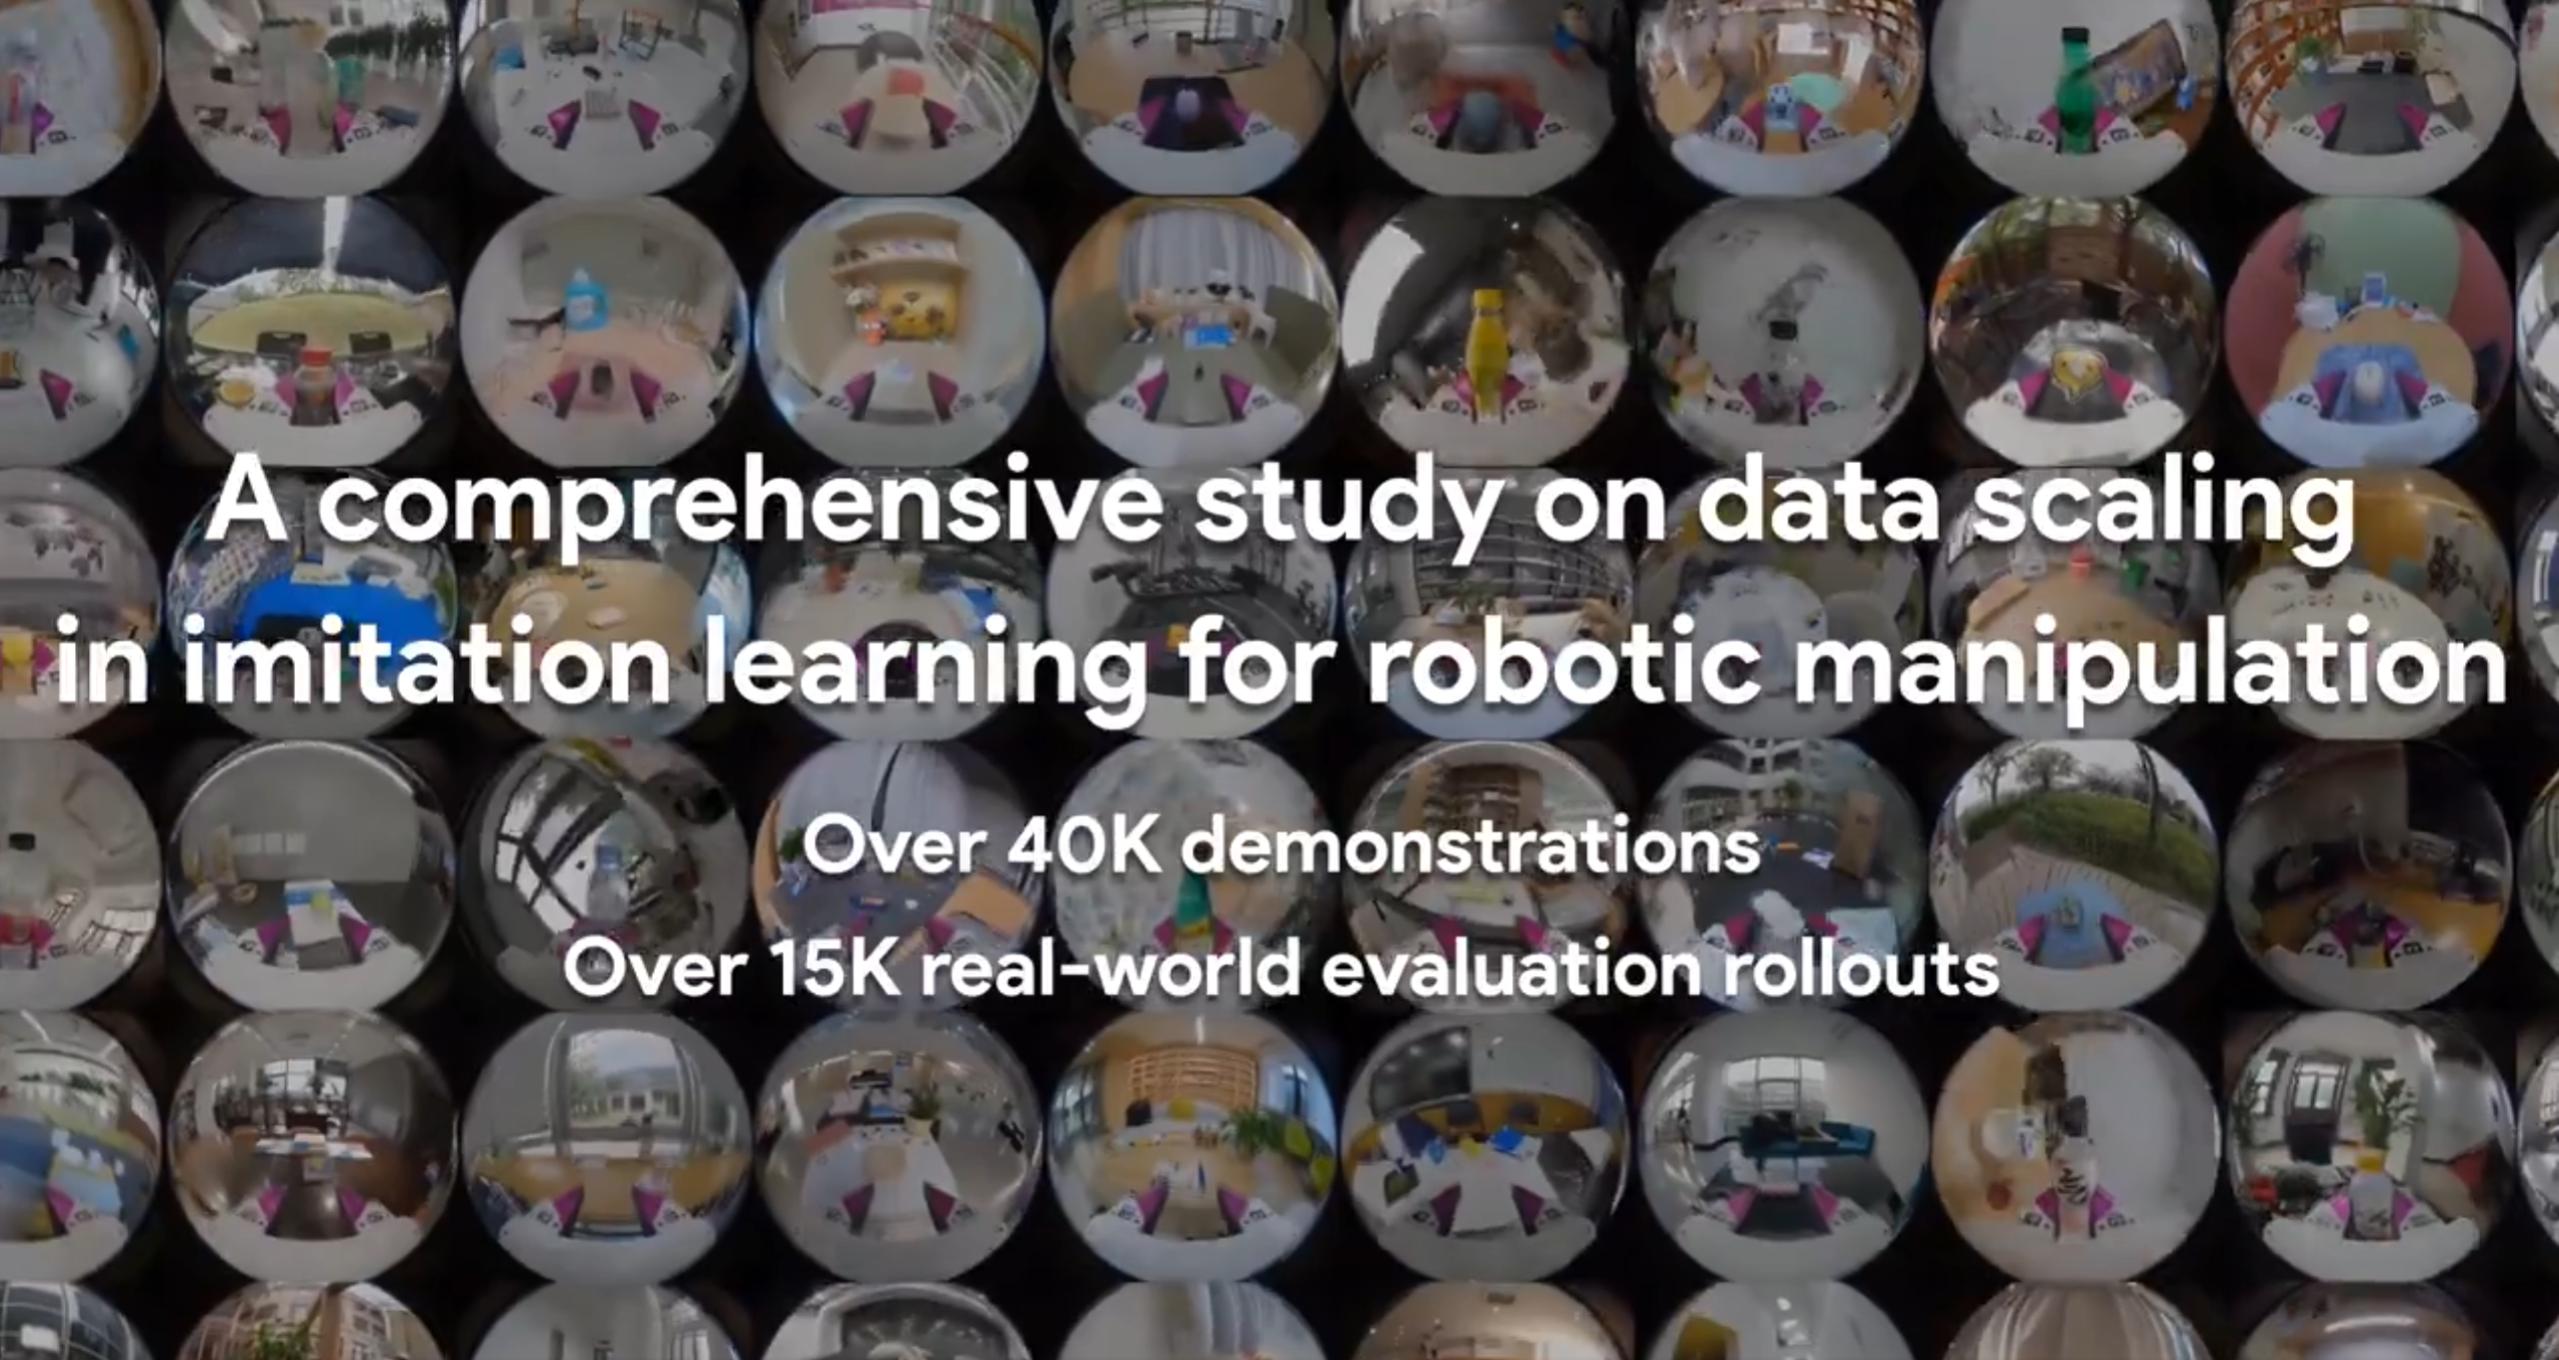 A comprehensive study on data scaling
in imitation learning for robotic manipulation
Over 40K demonstrations
Over 15K real-world evaluation rollouts